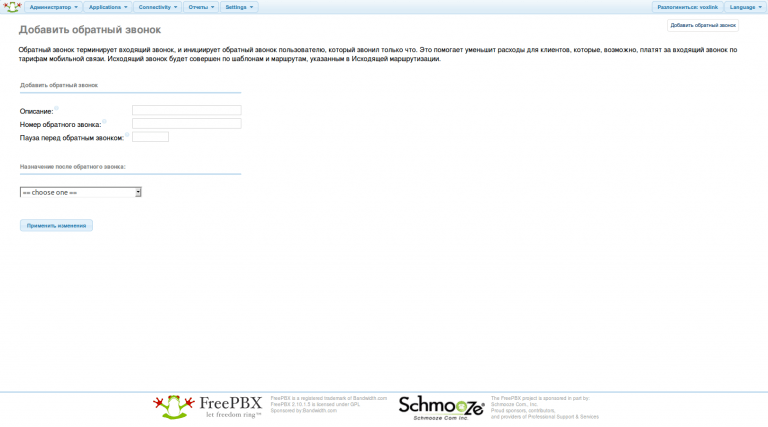 Администратор Applications Connectivity Отчеты Settings Разлогиниться: voxlink Language
Добавить обратный звонок
Добавить обратный звонок
Обратный звонок терминирует входящий звонок, и инициирует обратный звонок пользователю, который звонил только что. Это помогает уменьшит расходы для клиентов, которые, возможно, платят за входящий звонок по
тарифам мобильной связи. Исходящий звонок будет совершен по шаблонам и маршрутам, указанным в Исходящей маршрутизации.
Добавить обратный звонок
Описание:
Номер обратного звонка:
Пауза перед обратным звонком:
Назначение после обратного звонка:
== choose one ==
Применить изменения
FreePBX
let freedom ring™
FreePBX is a registered trademark of Bandwidth.com
FreePBX 2.10.1.5 is licensed under GPL
Sponsored by Bandwidth.com
Schmooze
Schmooze Com Inc.
The FreePBX project is sponsored in part by:
Schmooze Com., Inc.
Proud sponsors, contributors,
and providers of Professional Support & Services